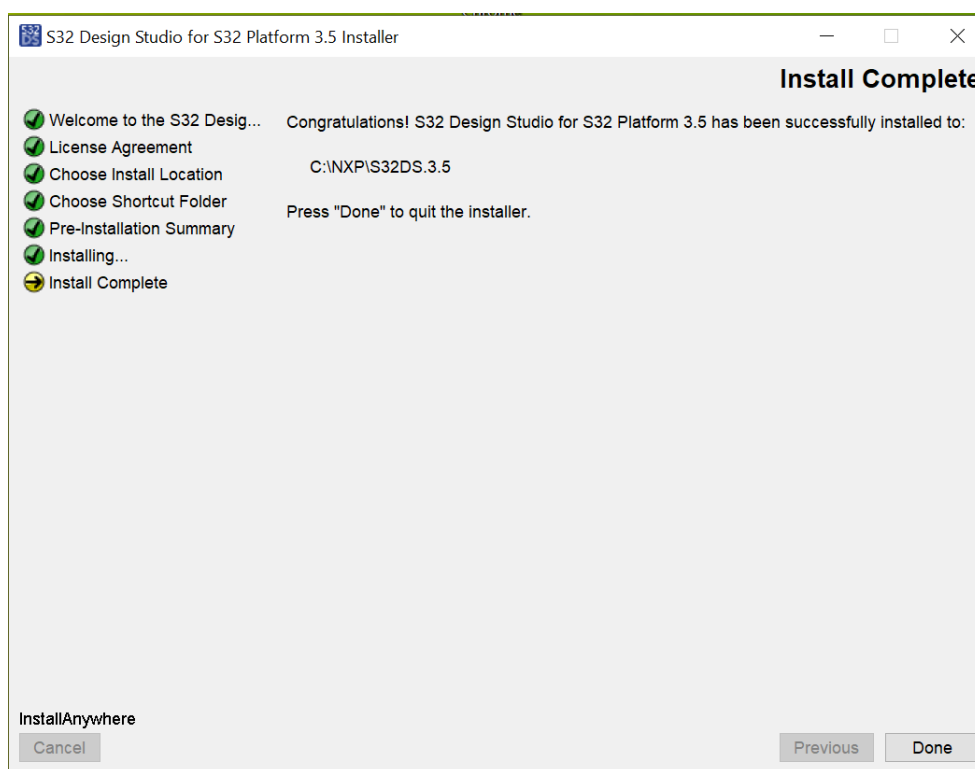 S32 Design Studio for S32 Platform 3.5 Installer
Install Complete
Welcome to the S32 Desig...
License Agreement
Choose Install Location
Choose Shortcut Folder
Pre-Installation Summary
Installing...
Install Complete
Congratulations! S32 Design Studio for S32 Platform 3.5 has been successfully installed to:
C:\NXP\S32DS.3.5
Press "Done" to quit the installer.
InstallAnywhere
Cancel
Previous
Done